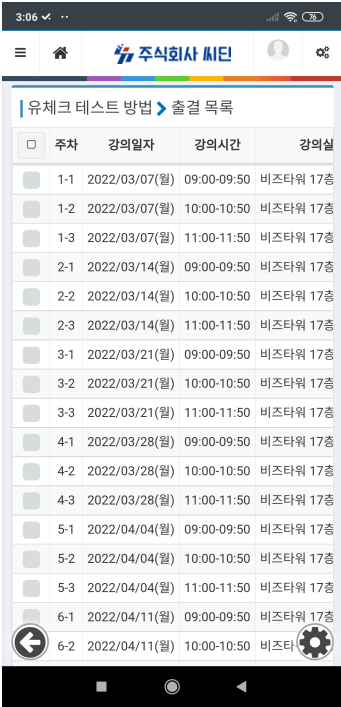 3:06
76
주식회사 씨딘
유체크 테스트 방법 출결 목록
주차 강의일자 강의시간 강의실
1-1 2022/03/07(월) 09:00-09:50 비즈타워 17층
1-2 2022/03/07(월) 10:00-10:50 비즈타워 17층
1-3 2022/03/07(월) 11:00-11:50 비즈타워 17층
2-1 2022/03/14(월) 09:00-09:50 비즈타워 17층
2-2 2022/03/14(월) 10:00-10:50 비즈타워 17층
2-3 2022/03/14(월) 11:00-11:50 비즈타워 17층
3-1 2022/03/21(월) 09:00-09:50 비즈타워 17층
3-2 2022/03/21(월) 10:00-10:50 비즈타워 17층
3-3 2022/03/21(월) 11:00-11:50 비즈타워 17층
4-1 2022/03/28(월) 09:00-09:50 비즈타워 17층
4-2 2022/03/28(월) 10:00-10:50 비즈타워 17층
4-3 2022/03/28(월) 11:00-11:50 비즈타워 17층
5-1 2022/04/04(월) 09:00-09:50 비즈타워 17층
5-2 2022/04/04(월) 10:00-10:50 비즈타워 17층
5-3 2022/04/04(월) 11:00-11:50 비즈타워 17층
6-1 2022/04/11(월) 09:00-09:50 비즈타워 17층
6-2 2022/04/11(월) 10:00-10:50 비즈타